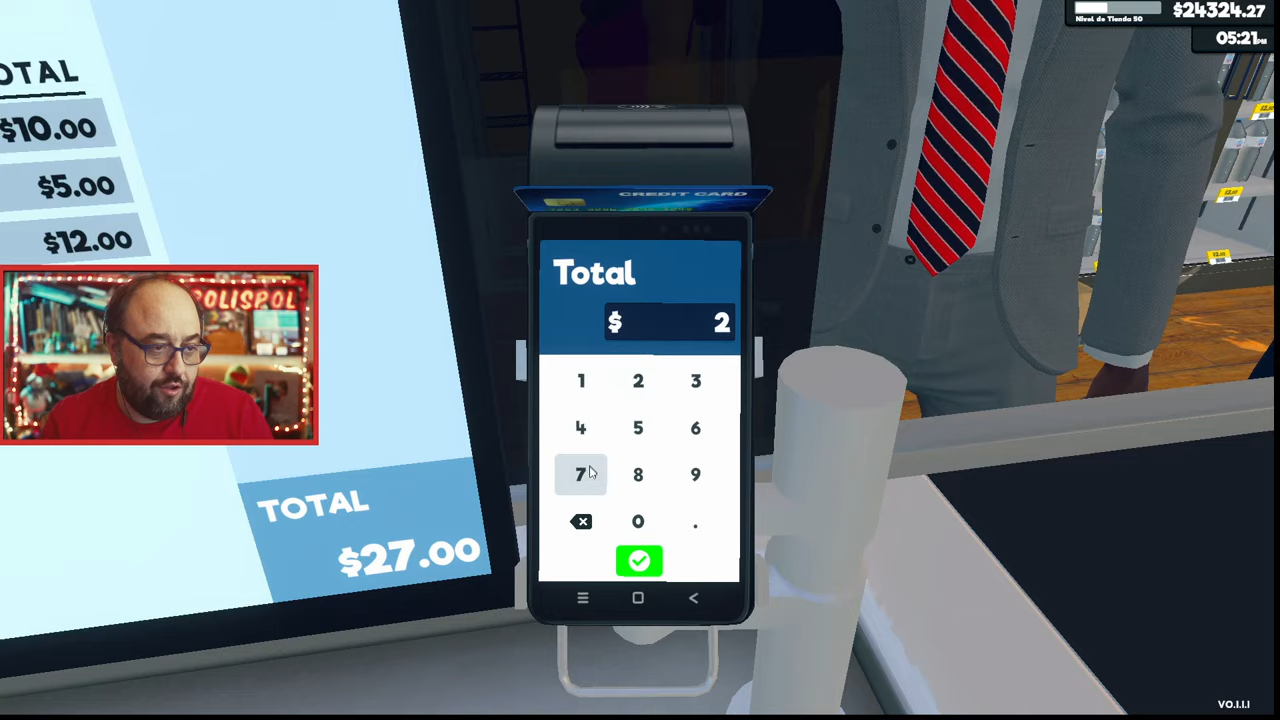 $24324.27
Nivel de Tienda 50
05:21PM
OTAL
$10.00
$5.00
$12.00
CREDIT CARD
Total
$ 2
1 2 3
4 5 6
7 8 9
0 .
POLISPOL
TOTAL
$27.00
V0.1.1.1